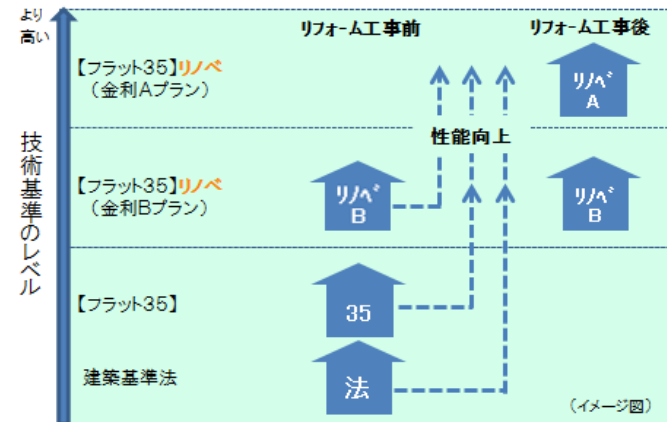 より
高い
技術基準のレベル
リフォーム工事前
リフォーム工事後
【フラット35】リノベ
(金利Aプラン)
リノベ
A
性能向上
【フラット35】リノベ
(金利Bプラン)
リノベ
B
リノベ
B
【フラット35】
35
建築基準法
法
(イメージ図)